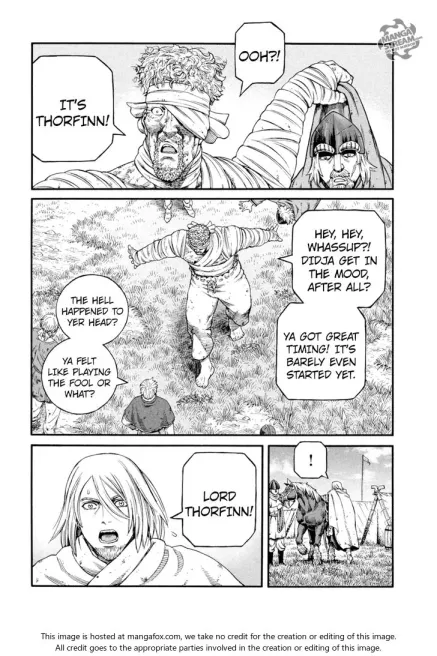 MANGA
STREAM
OOH?!
IT'S
THORFINN!
HEY, HEY,
WHASSUP?!
DIDJA GET IN
THE MOOD,
AFTER ALL?
YA GOT GREAT
TIMING! IT'S
BARELY EVEN
STARTED YET.
THE HELL
HAPPENED TO
YER HEAD?
YA FELT
LIKE PLAYING
THE FOOL OR
WHAT?
LORD
THORFINN!
!
This image is hosted at mangafox.com, we take no credit for the creation or editing of this image.
All credit goes to the appropriate parties involved in the creation or editing of this image.